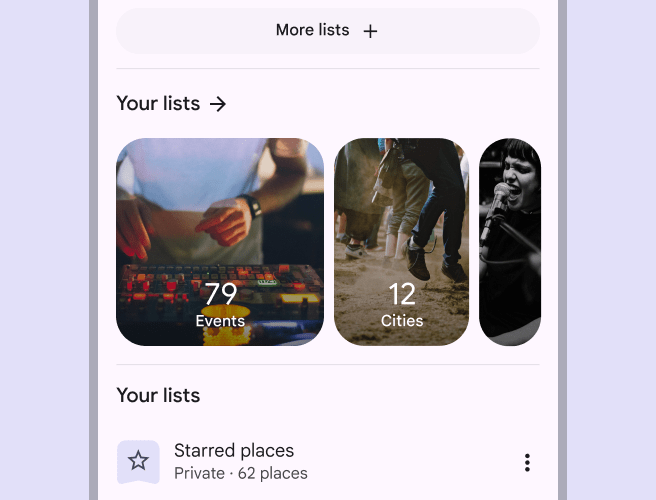 More lists
Your lists
79
Events
12
Cities
Your lists
Starred places
Private · 62 places